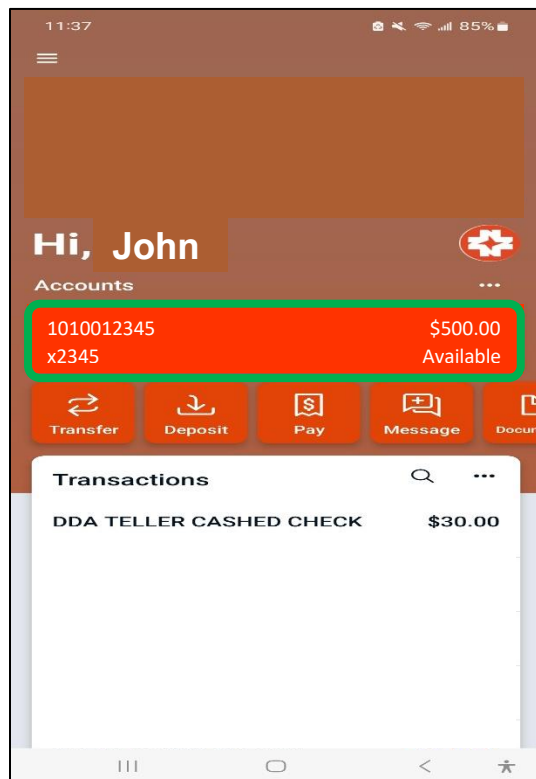 11:37 85%
Hi, John
Accounts
1010012345 $500.00
x2345 Available
Transfer Deposit Pay Message Docum
Transactions
DDA TELLER CASHED CHECK $30.00